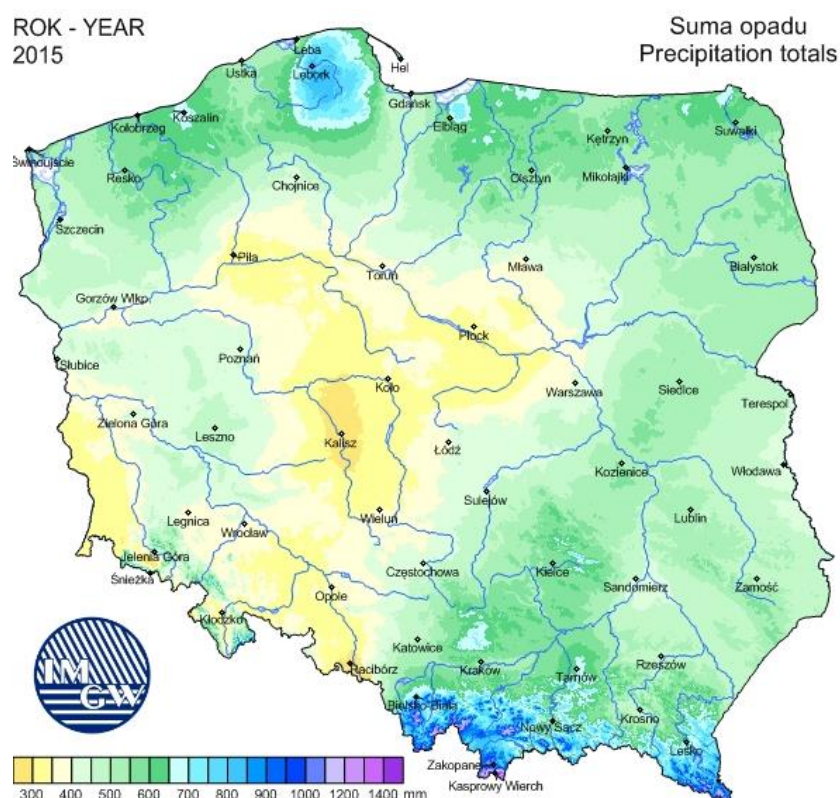 ROK - YEAR
2015
Suma opadu
Precipitation totals
Łeba
Ustka
Lębork
Hel
Gdańsk
Koszalin
Kołobrzeg
Elbląg
Kętrzyn
Suwałki
Świnoujście
Resko
Chojnice
Olsztyn
Mikołajki
Szczecin
Piła
Toruń
Mława
Białystok
Gorzów Wlkp.
Płock
Słubice
Poznań
Koło
Warszawa
Siedlce
Terespol
Zielona Góra
Leszno
Kalisz
Łódź
Kozienice
Włodawa
Sulejów
Legnica
Wrocław
Wieluń
Lublin
Jelenia Góra
Śnieżka
Częstochowa
Kielce
Sandomierz
Zamość
Opole
Kłodzko
Katowice
Kraków
Tarnów
Rzeszów
Racibórz
Bielsko-Biała
Nowy Sącz
Krosno
Lesko
Zakopane
Kasprowy Wierch
IM
GW
300 400 500 600 700 800 900 1000 1200 1400 mm